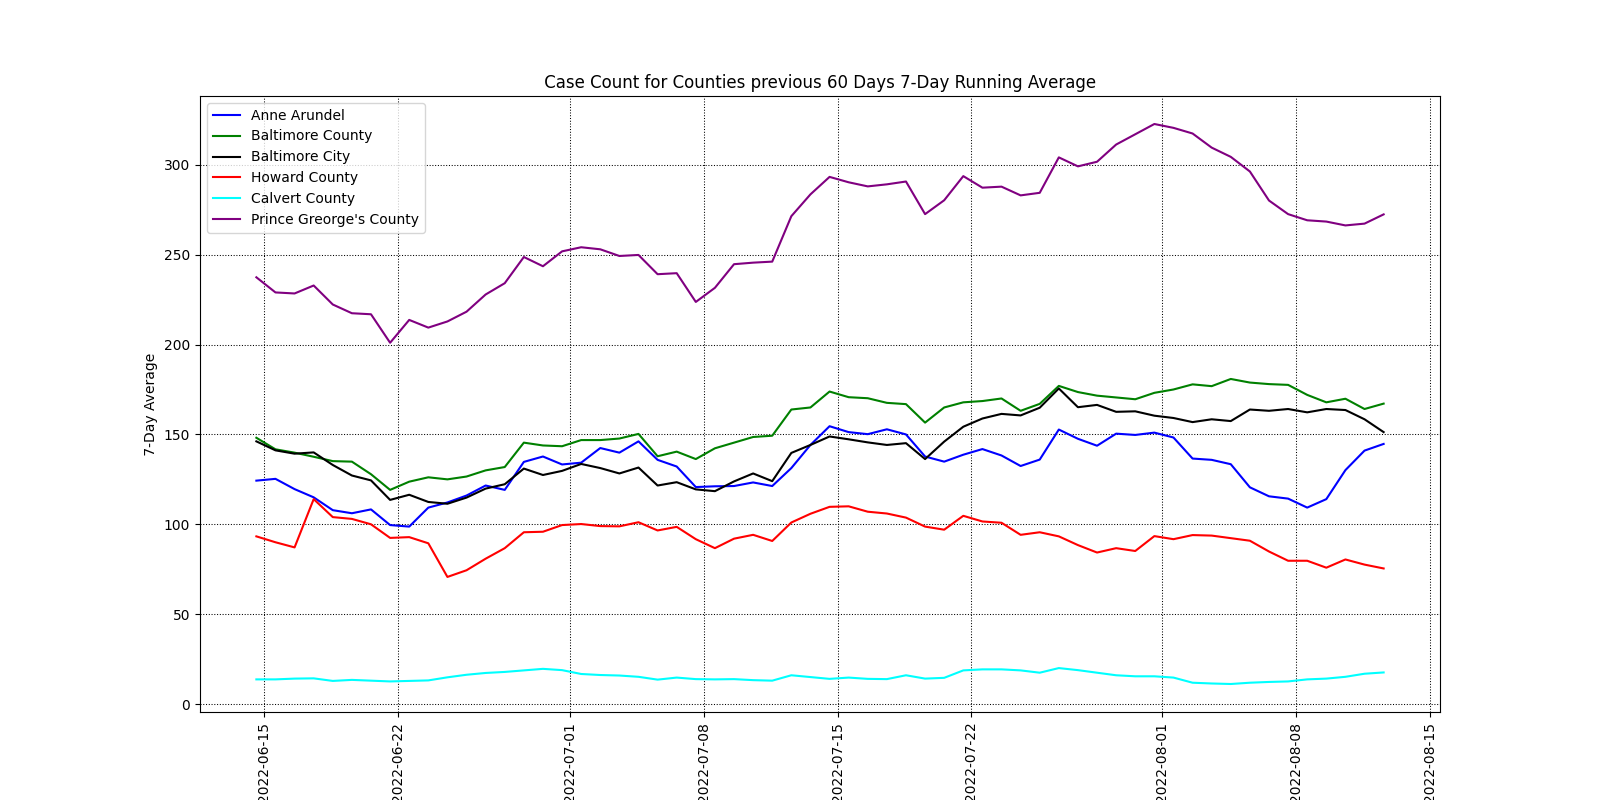 Case Count for Counties previous 60 Days 7-Day Running Average
Anne Arundel
Baltimore County
Baltimore City
Howard County
Calvert County
Prince Greorge's County
7-Day Average
300
250
200
150
100
50
0
2022-06-15
2022-06-22
2022-07-01
2022-07-08
2022-07-15
2022-07-22
2022-08-01
2022-08-08
2022-08-15